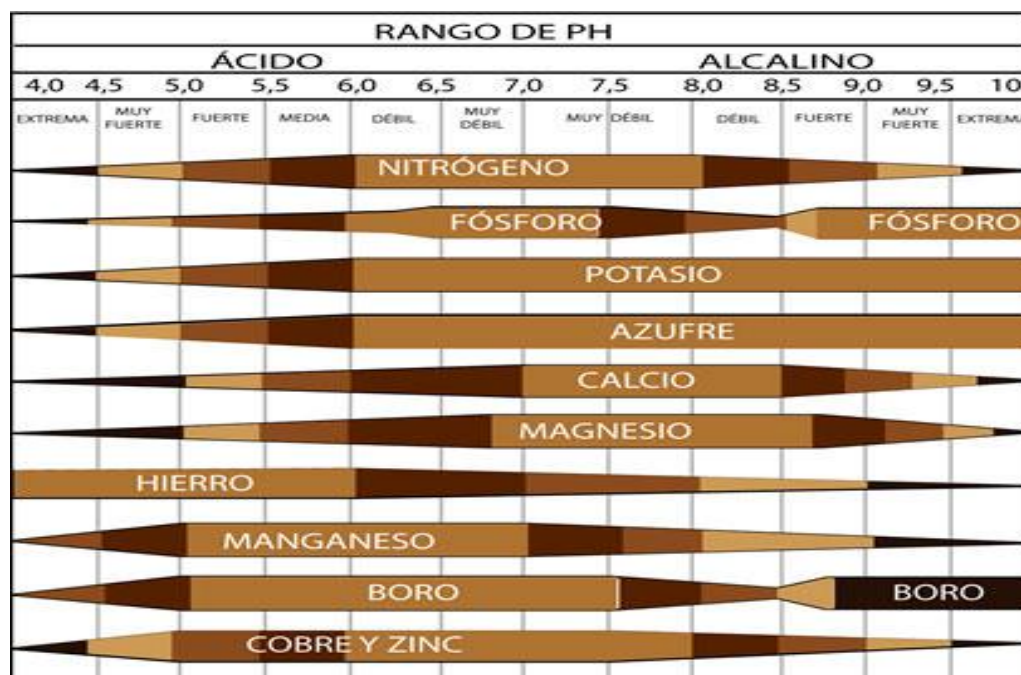 RANGO DE PH
ÁCIDO ALCALINO
4,0 4,5 5,0 5,5 6,0 6,5 7,0 7,5 8,0 8,5 9,0 9,5 10
EXTREMA MUY FUERTE FUERTE MEDIA DÉBIL MUY DÉBIL MUY DÉBIL DÉBIL FUERTE MUY FUERTE EXTREMA
NITRÓGENO
FÓSFORO FÓSFORO
POTASIO
AZUFRE
CALCIO
MAGNESIO
HIERRO
MANGANESO
BORO BORO
COBRE Y ZINC